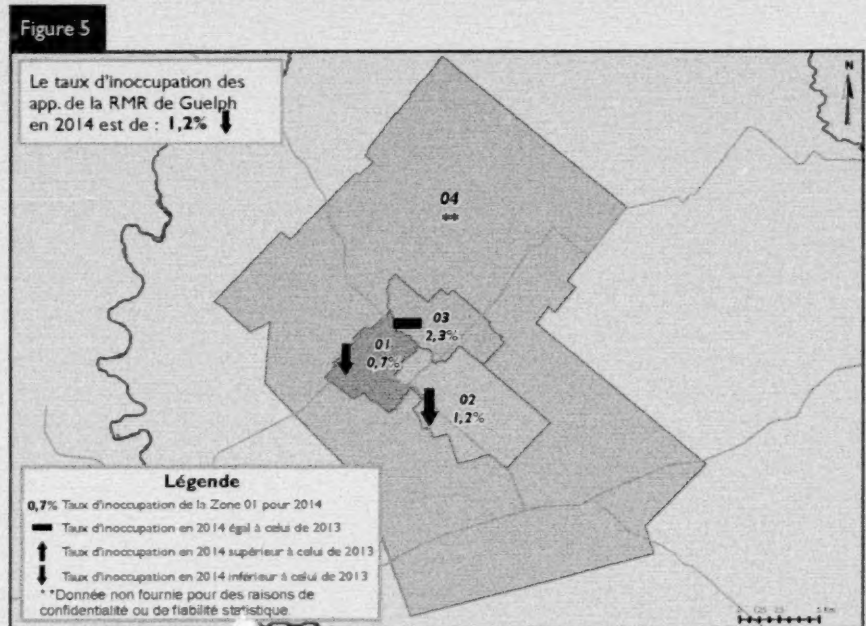 Figure 5
Le taux d'inoccupation des
app. de la RMR de Guelph
en 2014 est de : 1,2%
N
04
**
03
2,3%
01
0,7%
02
1,2%
Légende
0,7% Taux d'inoccupation de la Zone 01 pour 2014
Taux d'inoccupation en 2014 égal à celui de 2013
Taux d'inoccupation en 2014 supérieur à celui de 2013
Taux d'inoccupation en 2014 inférieur à celui de 2013
**Donnée non fournie pour des raisons de
confidentialité ou de fiabilité statistique.
5 Km